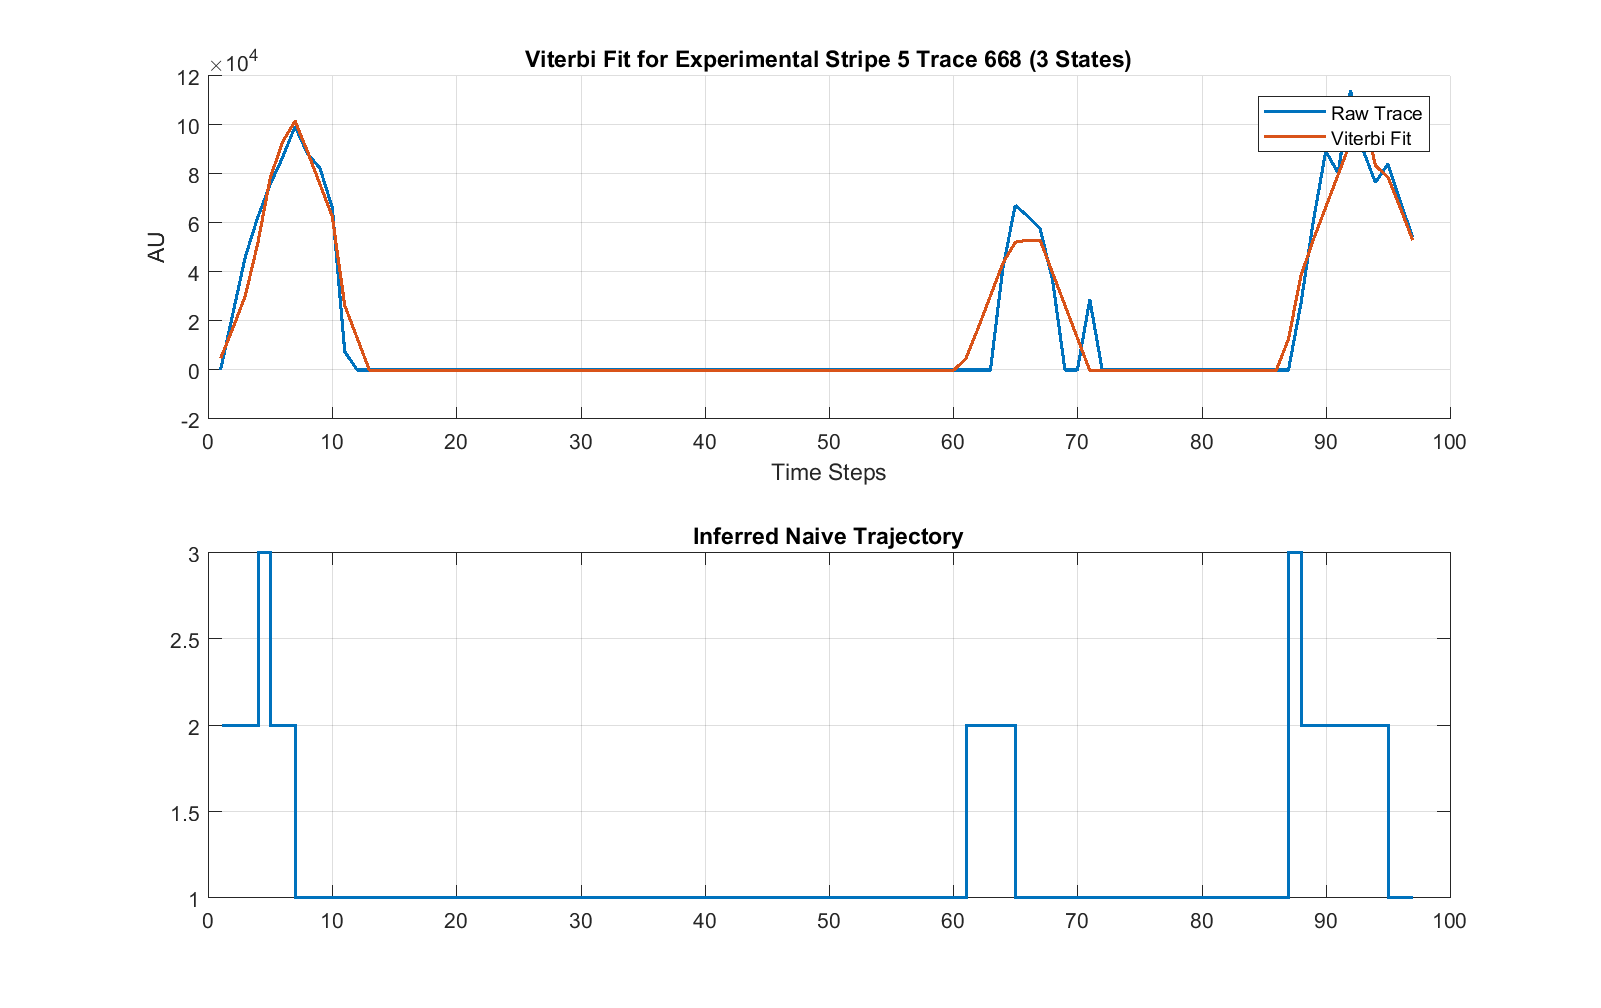 Viterbi Fit for Experimental Stripe 5 Trace 668 (3 States)
×10⁴
12
10
8
6
4
2
0
-2
AU
Raw Trace
Viterbi Fit
0 10 20 30 40 50 60 70 80 90 100
Time Steps
Inferred Naive Trajectory
3
2.5
2
1.5
1
0 10 20 30 40 50 60 70 80 90 100